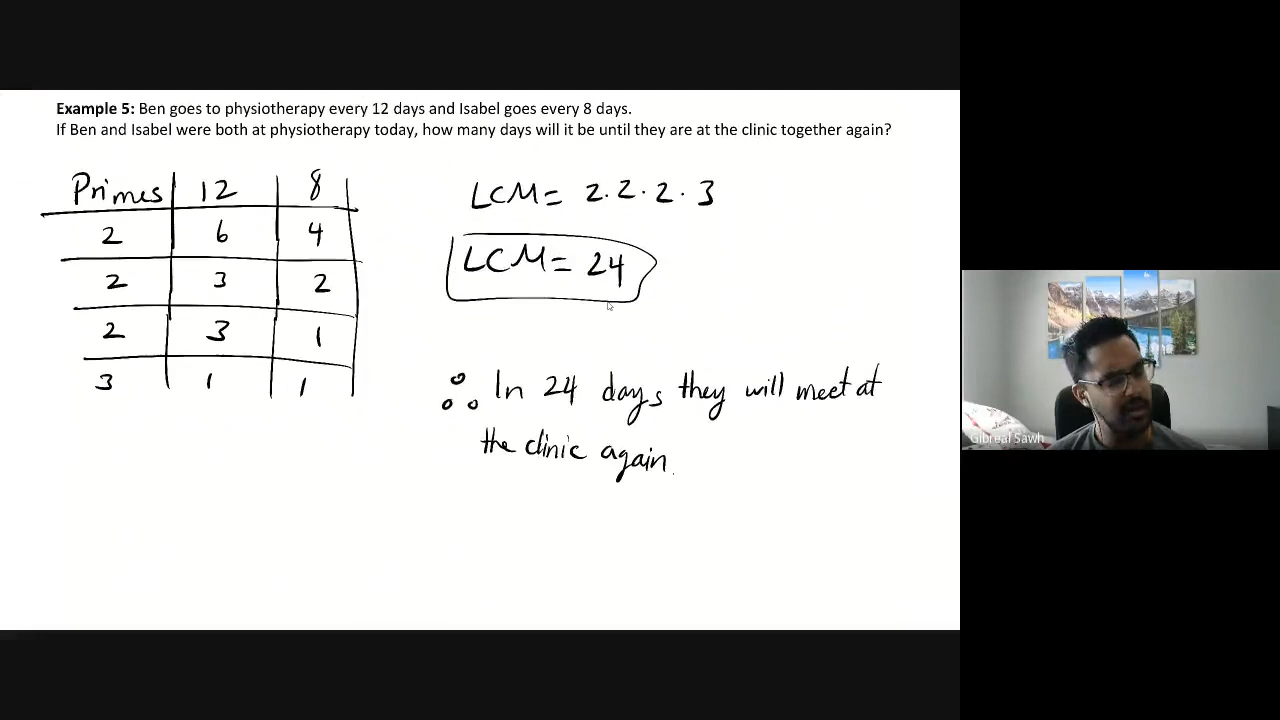 Example 5: Ben goes to physiotherapy every 12 days and Isabel goes every 8 days.
If Ben and Isabel were both at physiotherapy today, how many days will it be until they are at the clinic together again?
Primes 12 8
2 6 4
2 3 2
2 3 1
3 1 1
LCM = 2·2·2·3
LCM = 24
∴ In 24 days they will meet at
the clinic again.
Gibreal Sawh